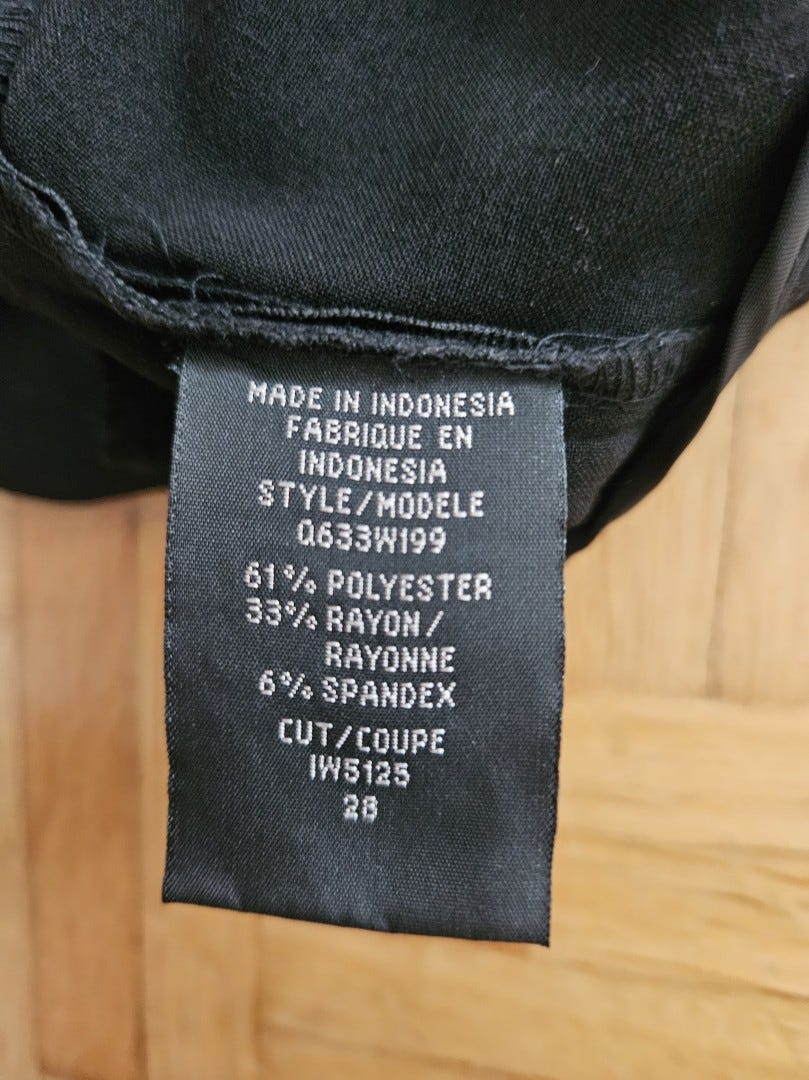 MADE IN INDONESIA
FABRIQUE EN
INDONESIA
STYLE/MODELE
Q633W199
61% POLYESTER
33% RAYON/
RAYONNE
6% SPANDEX
CUT/COUPE
IW5125
28